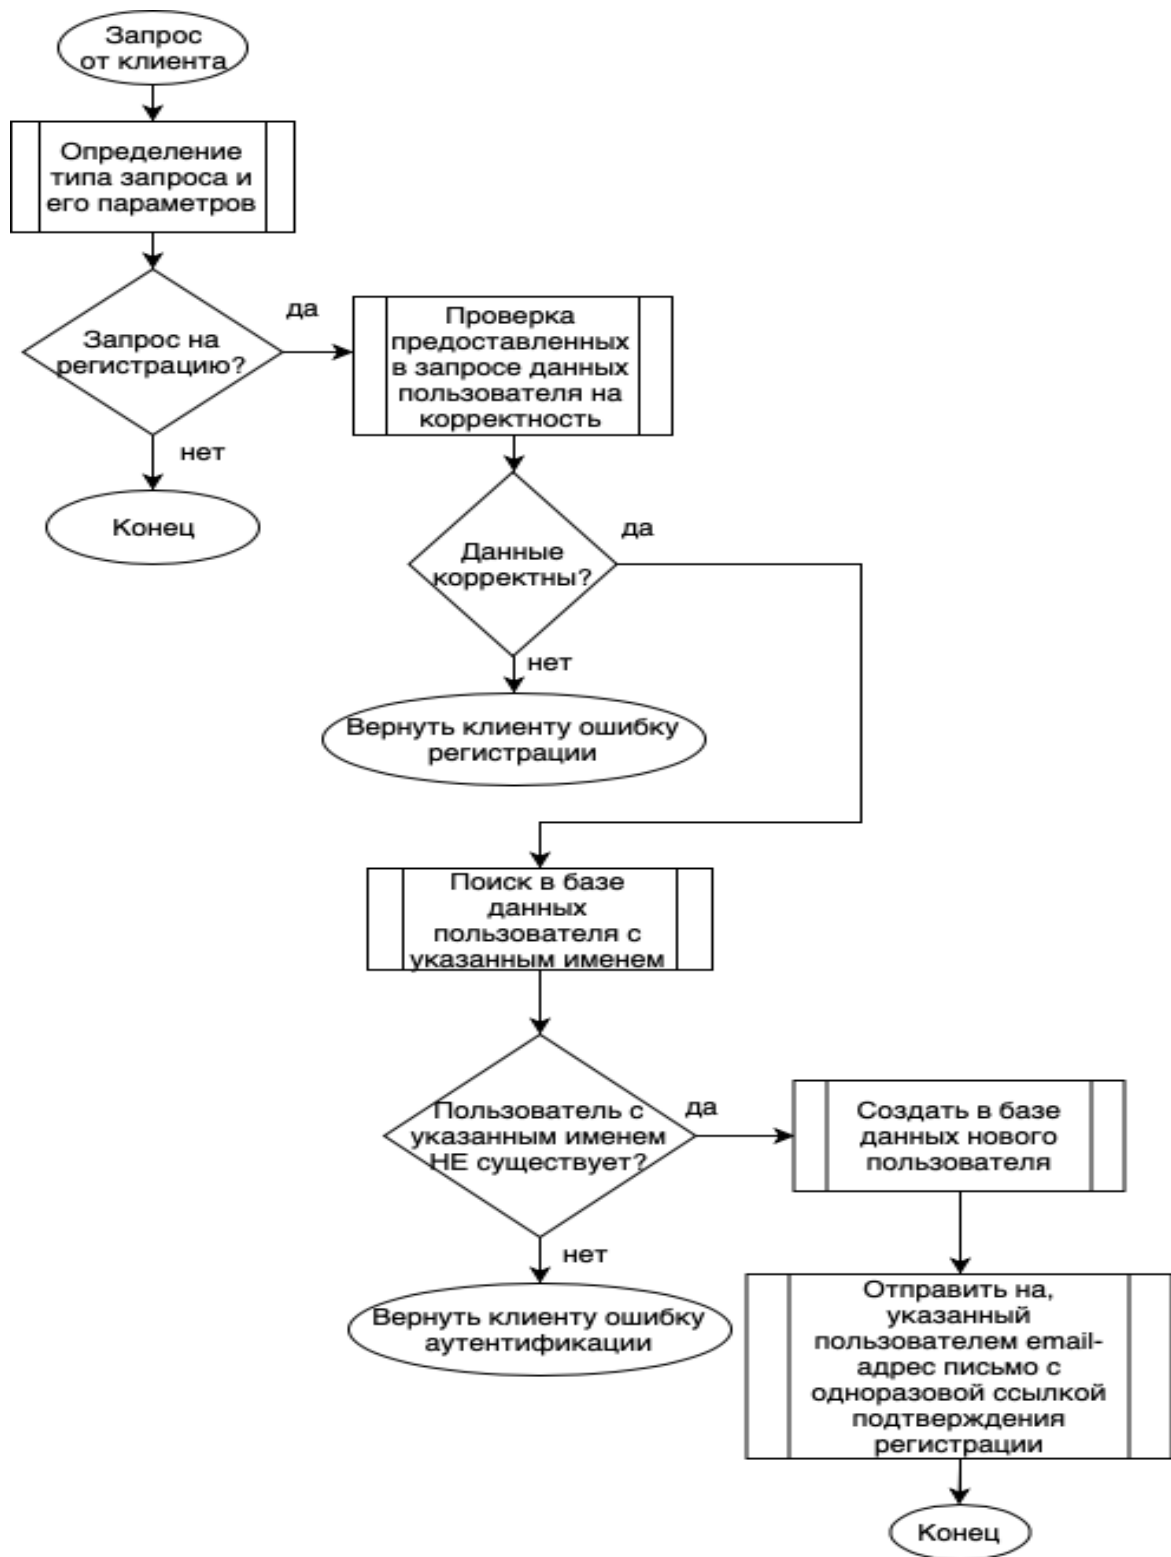 Запрос
от клиента
Определение
типа запроса и
его параметров
Запрос на
регистрацию?
да
нет
Конец
Проверка
предоставленных
в запросе данных
пользователя на
корректность
Данные
корректны?
да
нет
Вернуть клиенту ошибку
регистрации
Поиск в базе
данных
пользователя с
указанным именем
Пользователь с
указанным именем
НЕ существует?
да
нет
Вернуть клиенту ошибку
аутентификации
Создать в базе
данных нового
пользователя
Отправить на,
указанный
пользователем email-
адрес письмо с
одноразовой ссылкой
подтверждения
регистрации
Конец